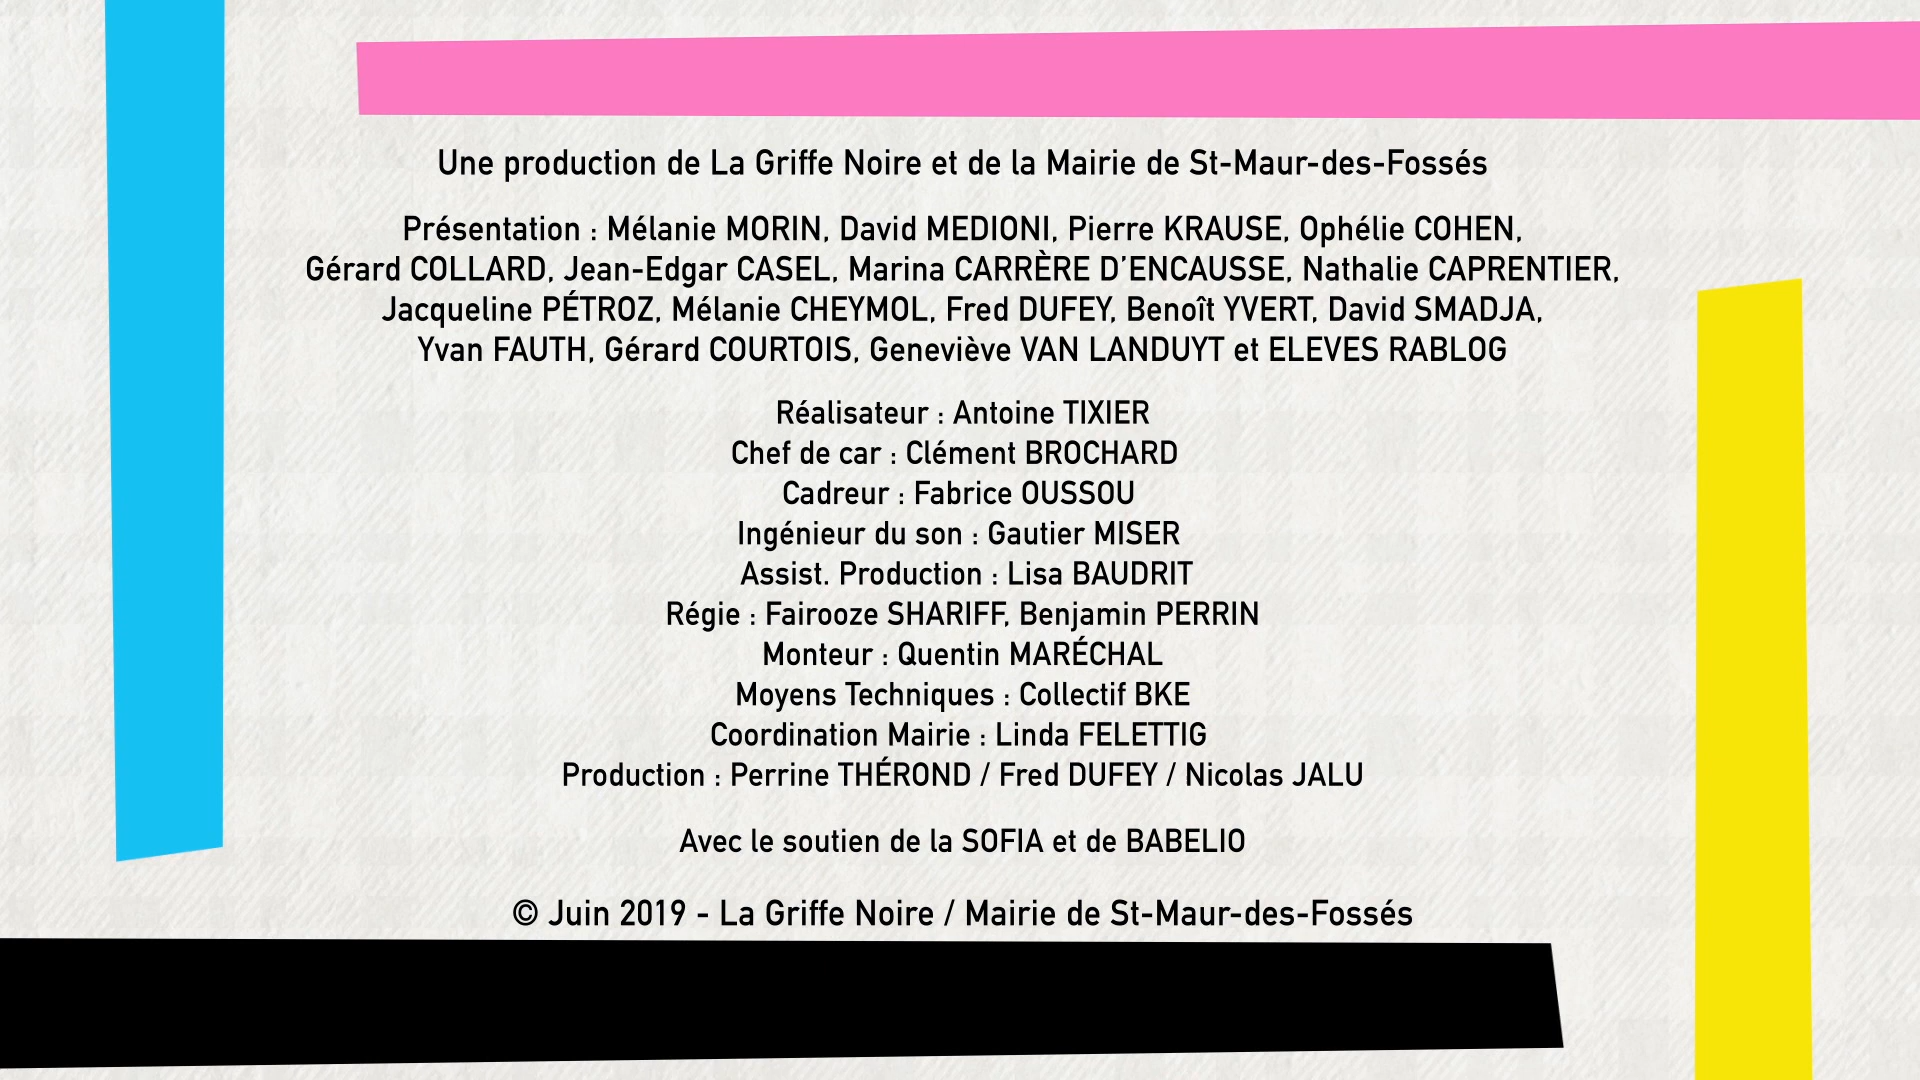 Une production de La Griffe Noire et de la Mairie de St-Maur-des-Fossés
Présentation : Mélanie MORIN, David MEDIONI, Pierre KRAUSE, Ophélie COHEN,
Gérard COLLARD, Jean-Edgar CASEL, Marina CARRÈRE D’ENCAUSSE, Nathalie CAPRENTIER,
Jacqueline PÉTROZ, Mélanie CHEYMOL, Fred DUFEY, Benoît YVERT, David SMADJA,
Yvan FAUTH, Gérard COURTOIS, Geneviève VAN LANDUYT et ELEVES RABLOG
Réalisateur : Antoine TIXIER
Chef de car : Clément BROCHARD
Cadreur : Fabrice OUSSOU
Ingénieur du son : Gautier MISER
Assist. Production : Lisa BAUDRIT
Régie : Fairooze SHARIFF, Benjamin PERRIN
Monteur : Quentin MARÉCHAL
Moyens Techniques : Collectif BKE
Coordination Mairie : Linda FELETTIG
Production : Perrine THÉROND / Fred DUFEY / Nicolas JALU
Avec le soutien de la SOFIA et de BABELIO
© Juin 2019 - La Griffe Noire / Mairie de St-Maur-des-Fossés